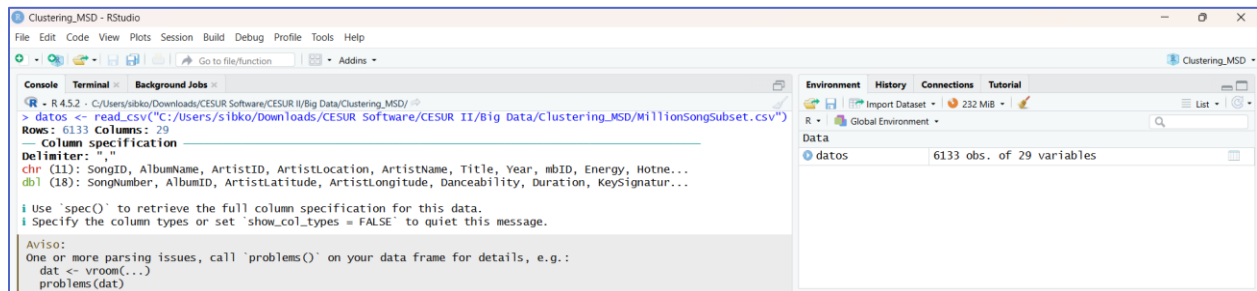 Clustering_MSD - RStudio
File Edit Code View Plots Session Build Debug Profile Tools Help
Go to file/function
Addins
Clustering_MSD
Console Terminal Background Jobs
R 4.5.2 · C:/Users/sibko/Downloads/CESUR Software/CESUR II/Big Data/Clustering_MSD/
> datos <- read_csv("C:/Users/sibko/Downloads/CESUR Software/CESUR II/Big Data/Clustering_MSD/MillionSongSubset.csv")
Rows: 6133 Columns: 29
── Column specification ──
Delimiter: ","
chr (11): SongID, AlbumName, ArtistID, ArtistLocation, ArtistName, Title, Year, mbID, Energy, Hotne...
dbl (18): SongNumber, AlbumID, ArtistLatitude, ArtistLongitude, Danceability, Duration, KeySignatur...
ℹ Use `spec()` to retrieve the full column specification for this data.
ℹ Specify the column types or set `show_col_types = FALSE` to quiet this message.
Aviso:
One or more parsing issues, call `problems()` on your data frame for details, e.g.:
dat <- vroom(...)
problems(dat)
Environment History Connections Tutorial
Import Dataset 232 MiB List
R Global Environment
Data
datos 6133 obs. of 29 variables